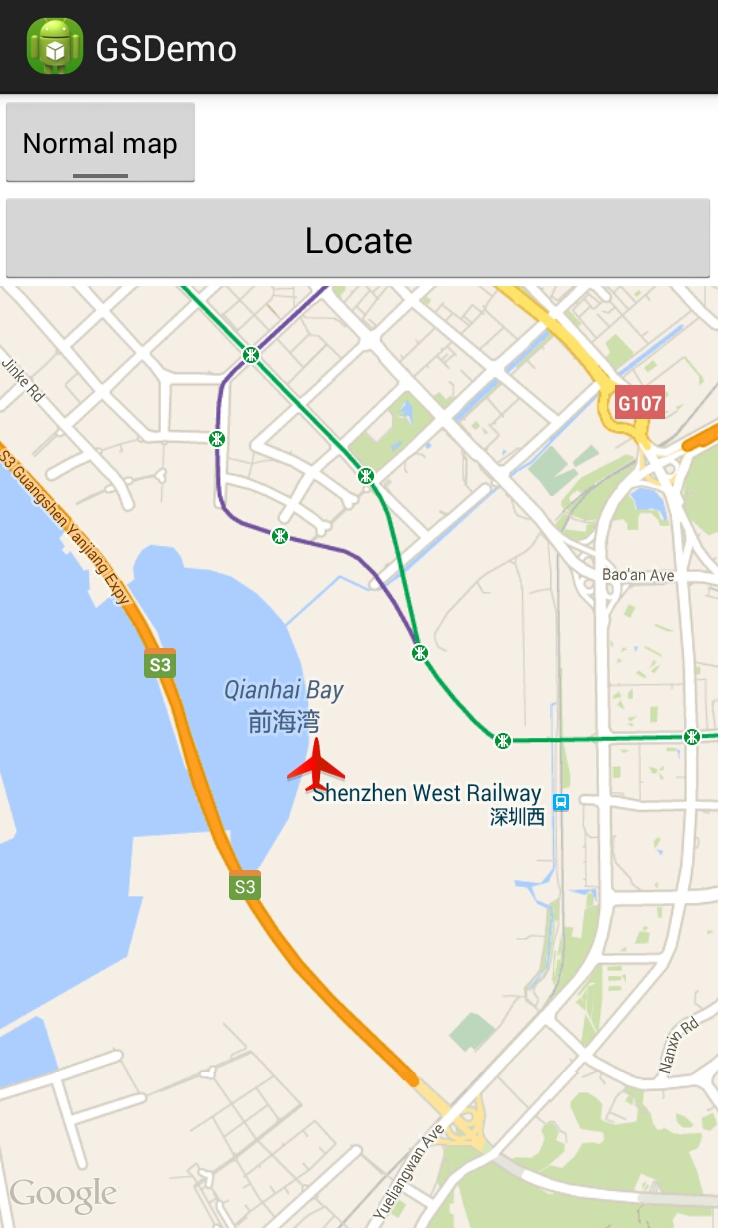 GSDemo
Normal map
Locate
Jinke Rd
G107
S3 Guangshen Yanjiang Expy
Bao'an Ave
S3
Qianhai Bay
前海湾
Shenzhen West Railway
深圳西
S3
Nanxin Rd
Yueliangwan Ave
Google